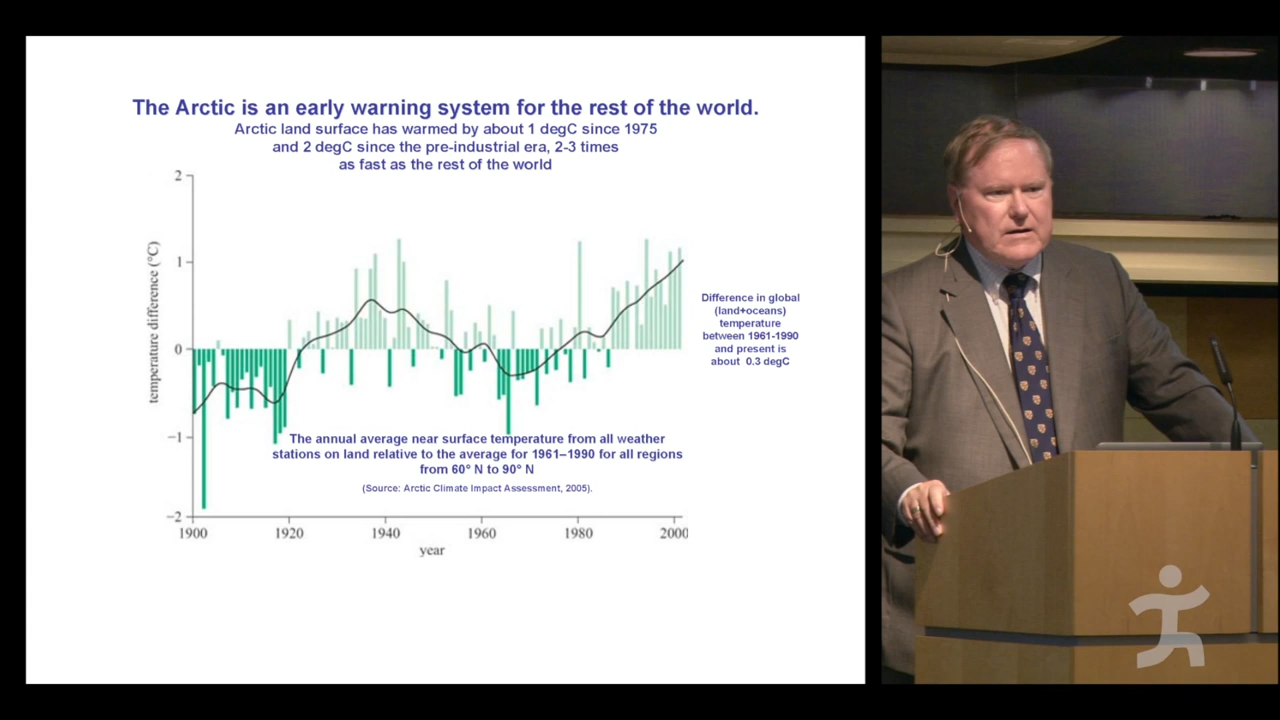 The Arctic is an early warning system for the rest of the world.
Arctic land surface has warmed by about 1 degC since 1975
and 2 degC since the pre-industrial era, 2-3 times
as fast as the rest of the world
2
1
0
−1
−2
temperature difference (°C)
Difference in global
(land+oceans)
temperature
between 1961-1990
and present is
about 0.3 degC
The annual average near surface temperature from all weather
stations on land relative to the average for 1961–1990 for all regions
from 60° N to 90° N
(Source: Arctic Climate Impact Assessment, 2005).
1900 1920 1940 1960 1980 2000
year